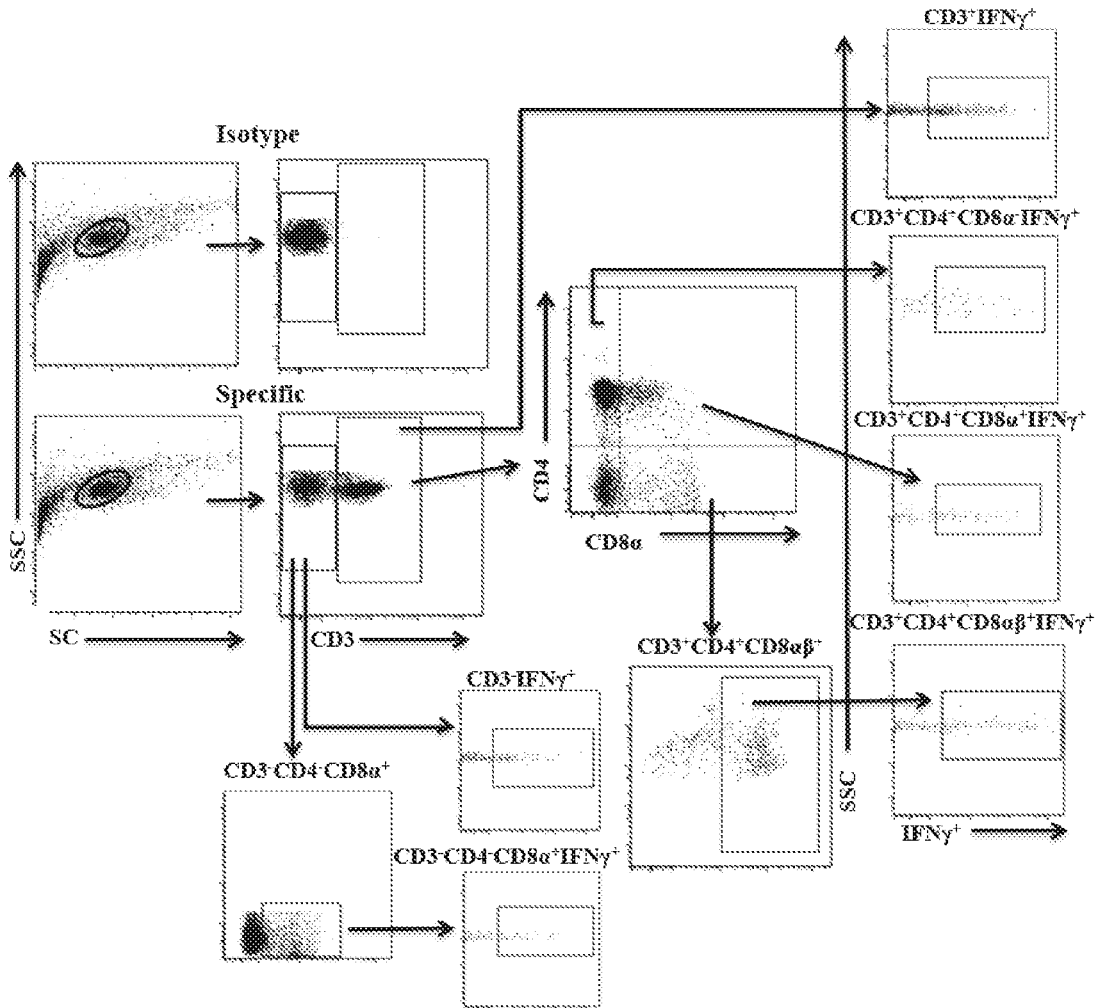 CD3⁺IFNγ⁺
Isotype
CD3⁺CD4⁺CD8α⁻IFNγ⁺
Specific
CD3⁺CD4⁺CD8α⁺IFNγ⁺
SSC
CD4
CD8α
SC
CD3
CD3⁺CD4⁺CD8αβ⁺
CD3⁺CD4⁺CD8αβ⁺IFNγ⁺
CD3⁻IFNγ⁺
CD3⁻CD4⁻CD8α⁺
SSC
IFNγ⁺
CD3⁻CD4⁻CD8α⁺IFNγ⁺